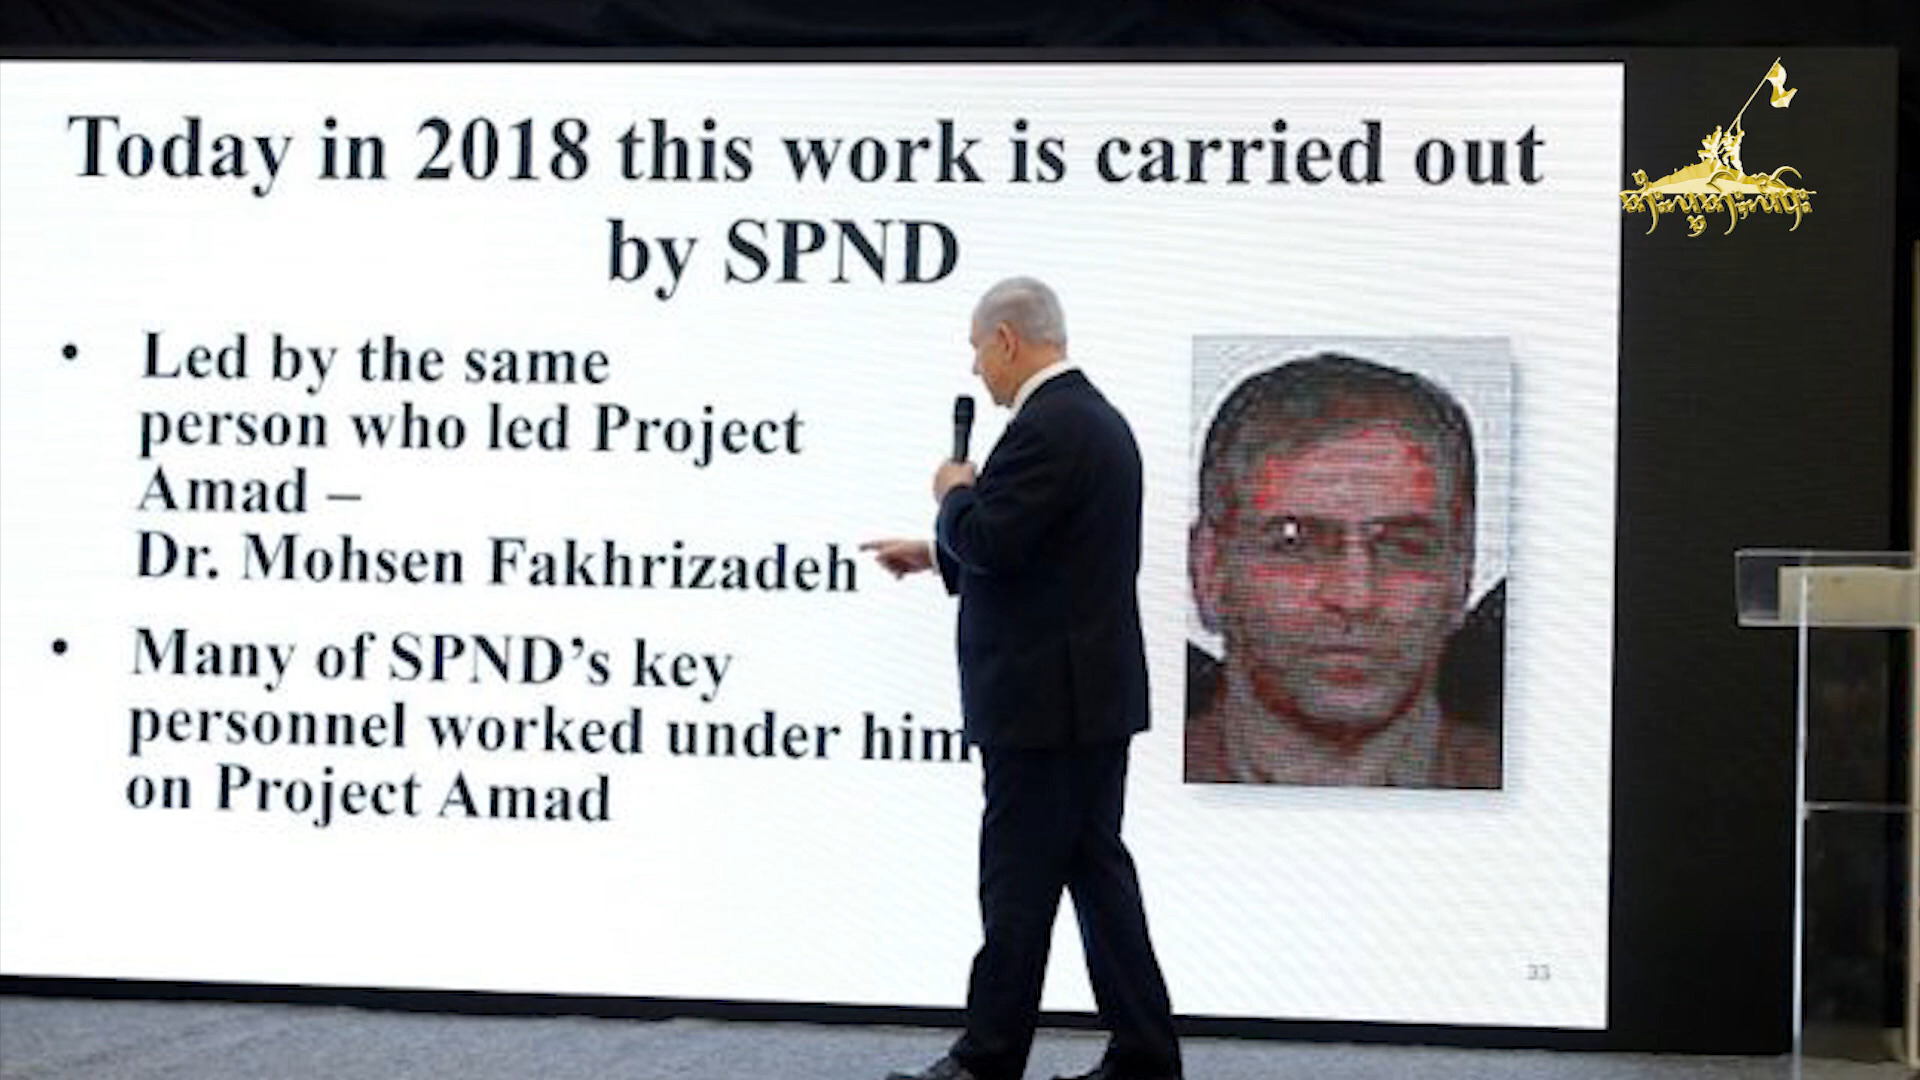 Today in 2018 this work is carried out
by SPND
• Led by the same
person who led Project
Amad –
Dr. Mohsen Fakhrizadeh
• Many of SPND’s key
personnel worked under him
on Project Amad
33